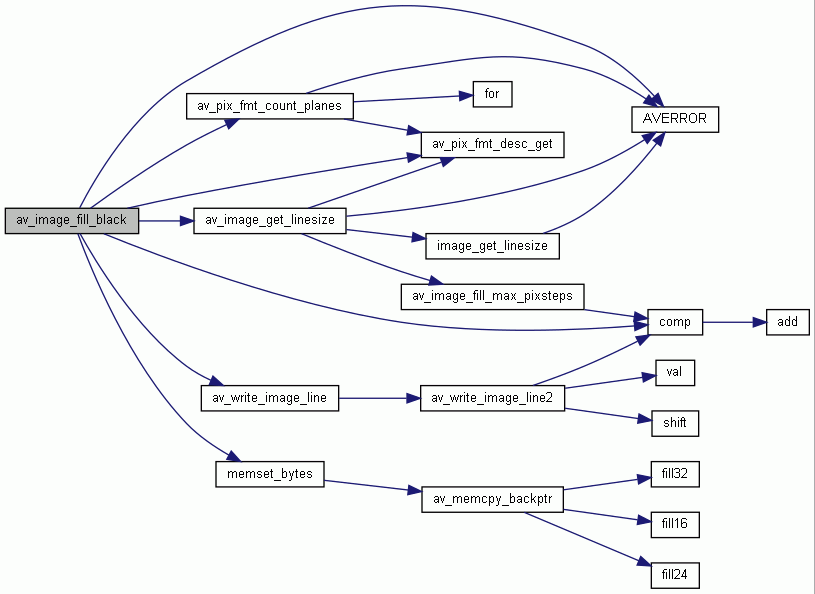 for
av_pix_fmt_count_planes
AVERROR
av_pix_fmt_desc_get
av_image_fill_black
av_image_get_linesize
image_get_linesize
av_image_fill_max_pixsteps
comp
add
val
av_write_image_line
av_write_image_line2
shift
memset_bytes
fill32
av_memcpy_backptr
fill16
fill24